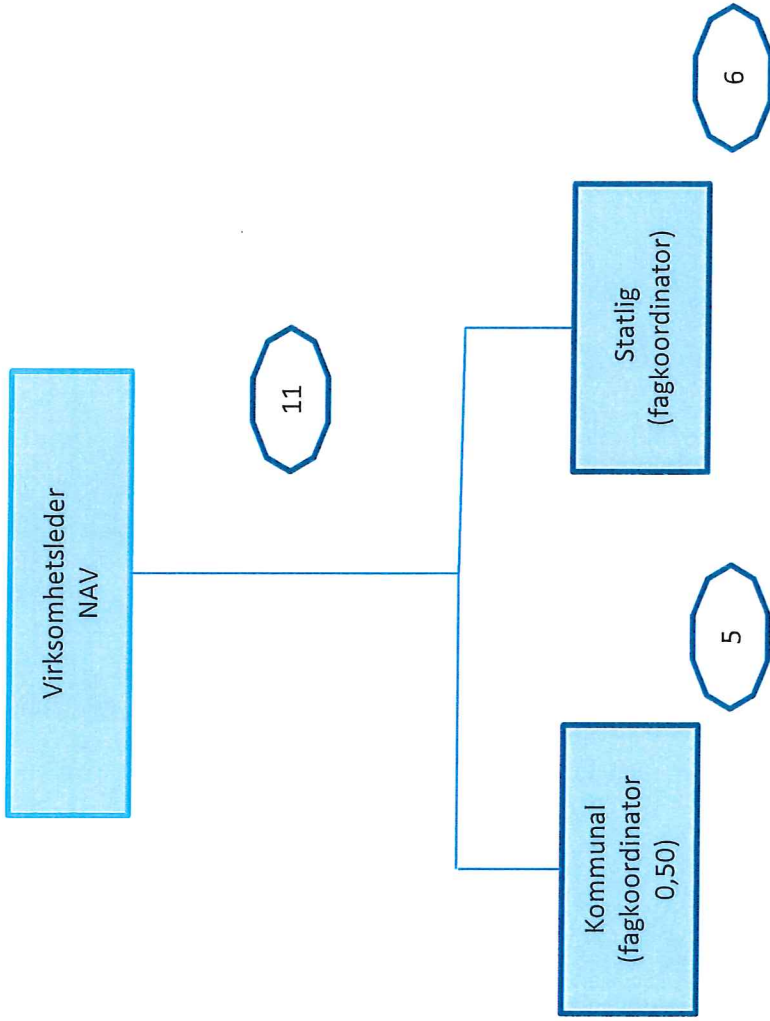 Virksomhetsleder
NAV
11
Kommunal
(fagkoordinator
0,50)
5
Statlig
(fagkoordinator)
6